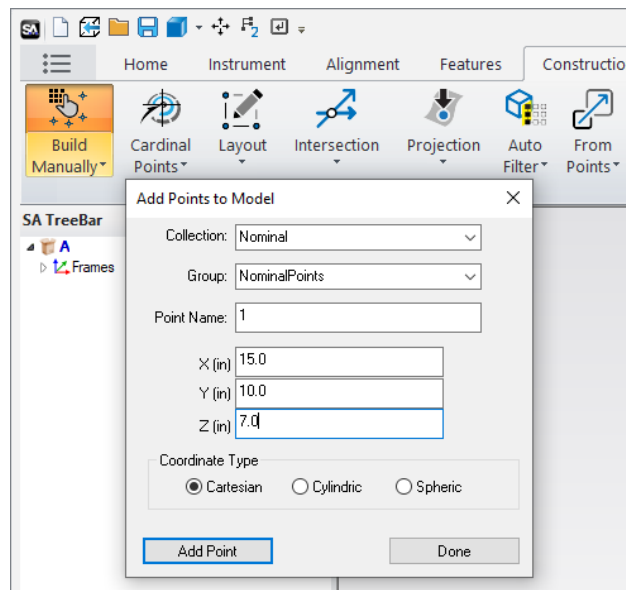 SA
Home Instrument Alignment Features Constructio
Build Manually
Cardinal Points
Layout
Intersection
Projection
Auto Filter
From Points
Add Points to Model
SA TreeBar
A
Frames
Collection: Nominal
Group: NominalPoints
Point Name: 1
X (in) 15.0
Y (in) 10.0
Z (in) 7.0
Coordinate Type
Cartesian Cylindric Spheric
Add Point Done